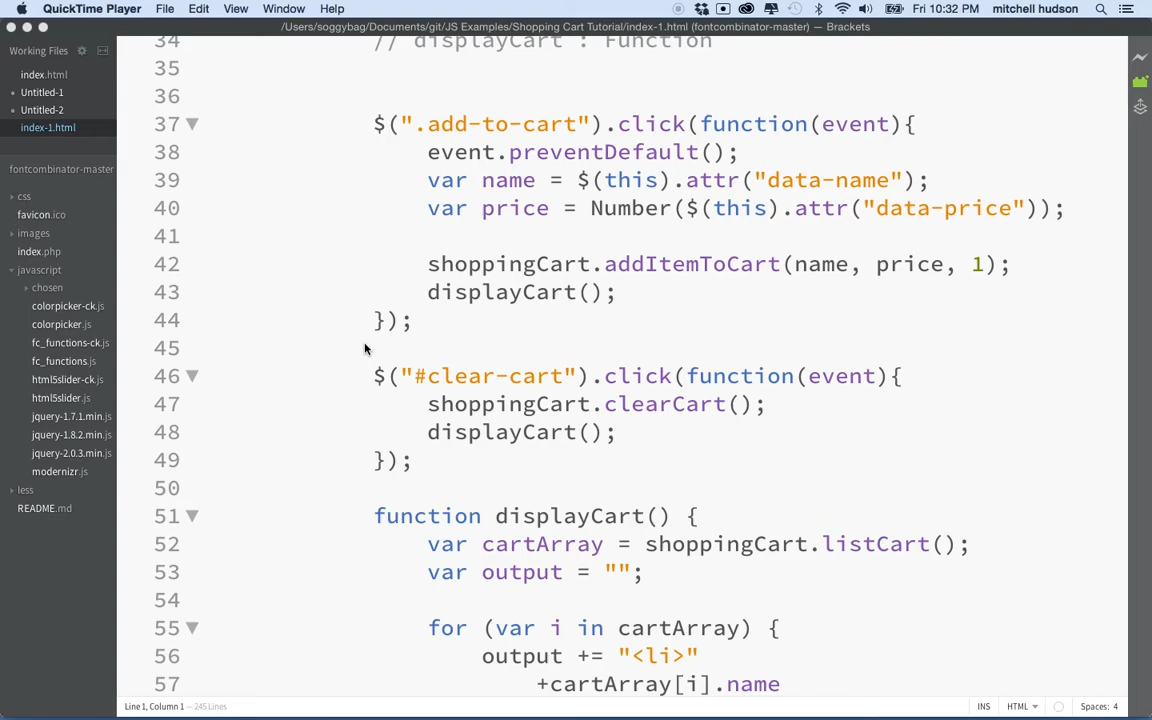 QuickTime Player File Edit View Window Help Fri 10:32 PM mitchell hudson
/Users/soggybag/Documents/git/JS Examples/Shopping Cart Tutorial/index-1.html (fontcombinator-master) — Brackets
Working Files
index.html
Untitled-1
Untitled-2
index-1.html
fontcombinator-master
css
favicon.ico
images
index.php
javascript
chosen
colorpicker-ck.js
colorpicker.js
fc_functions-ck.js
fc_functions.js
html5slider-ck.js
html5slider.js
jquery-1.7.1.min.js
jquery-1.8.2.min.js
jquery-2.0.3.min.js
modernizr.js
less
README.md
34 // displayCart : Function
35
36
37 $(".add-to-cart").click(function(event){
38 event.preventDefault();
39 var name = $(this).attr("data-name");
40 var price = Number($(this).attr("data-price"));
41
42 shoppingCart.addItemToCart(name, price, 1);
43 displayCart();
44 });
45
46 $("#clear-cart").click(function(event){
47 shoppingCart.clearCart();
48 displayCart();
49 });
50
51 function displayCart() {
52 var cartArray = shoppingCart.listCart();
53 var output = "";
54
55 for (var i in cartArray) {
56 output += "<li>"
57 +cartArray[i].name
Line 1, Column 1 — 245 Lines INS HTML Spaces: 4